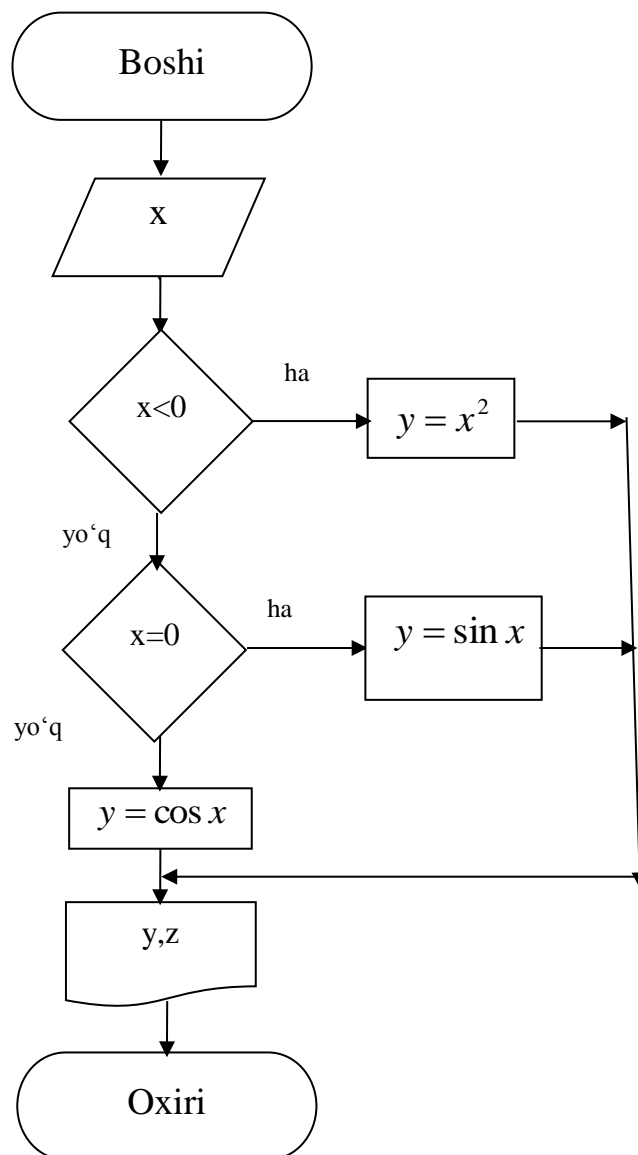 Boshi
x
x<0
ha
y = x²
yo‘q
x=0
ha
y = sin x
yo‘q
y = cos x
y,z
Oxiri